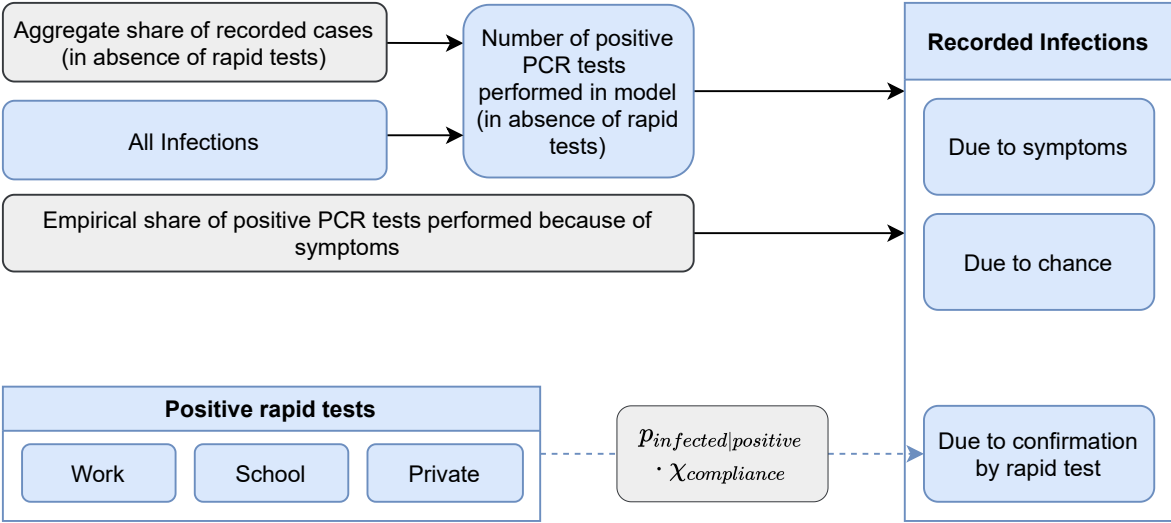 Aggregate share of recorded cases
(in absence of rapid tests)
All Infections
Number of positive
PCR tests
performed in model
(in absence of rapid
tests)
Empirical share of positive PCR tests performed because of
symptoms
Recorded Infections
Due to symptoms
Due to chance
Positive rapid tests
Work
School
Private
p_{infected|positive}
· χ_{compliance}
Due to confirmation
by rapid test